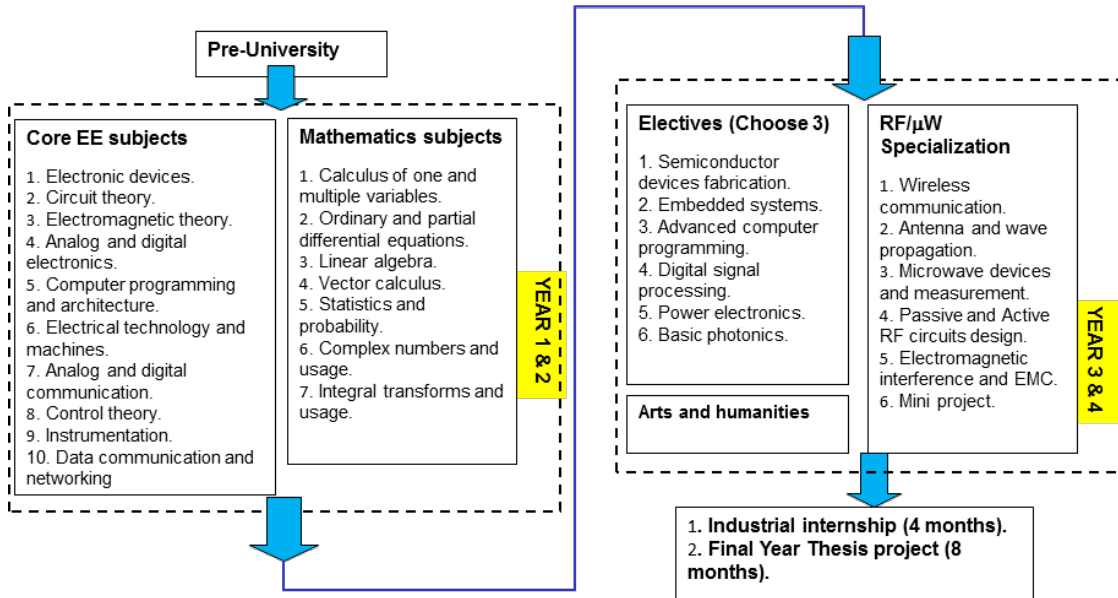 Pre-University
Core EE subjects
1. Electronic devices.
2. Circuit theory.
3. Electromagnetic theory.
4. Analog and digital
electronics.
5. Computer programming
and architecture.
6. Electrical technology and
machines.
7. Analog and digital
communication.
8. Control theory.
9. Instrumentation.
10. Data communication and
networking
Mathematics subjects
1. Calculus of one and
multiple variables.
2. Ordinary and partial
differential equations.
3. Linear algebra.
4. Vector calculus.
5. Statistics and
probability.
6. Complex numbers and
usage.
7. Integral transforms and
usage.
YEAR 1 & 2
Electives (Choose 3)
1. Semiconductor
devices fabrication.
2. Embedded systems.
3. Advanced computer
programming.
4. Digital signal
processing.
5. Power electronics.
6. Basic photonics.
Arts and humanities
RF/μW
Specialization
1. Wireless
communication.
2. Antenna and wave
propagation.
3. Microwave devices
and measurement.
4. Passive and Active
RF circuits design.
5. Electromagnetic
interference and EMC.
6. Mini project.
YEAR 3 & 4
1. Industrial internship (4 months).
2. Final Year Thesis project (8
months).